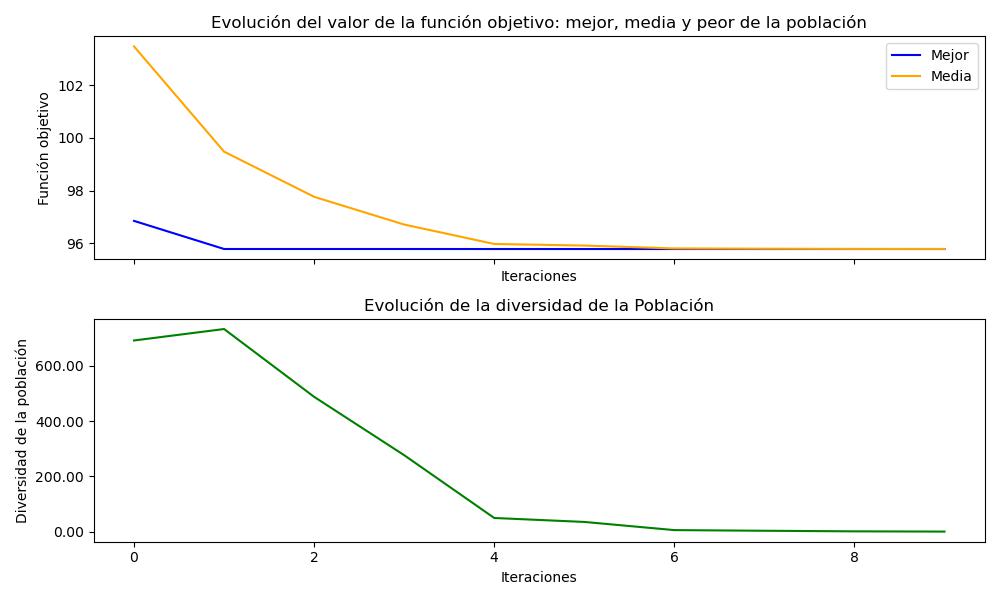 Evolución del valor de la función objetivo: mejor, media y peor de la población
Función objetivo
102
100
98
96
Mejor
Media
Iteraciones
Evolución de la diversidad de la Población
Diversidad de la población
600.00
400.00
200.00
0.00
0 2 4 6 8
Iteraciones